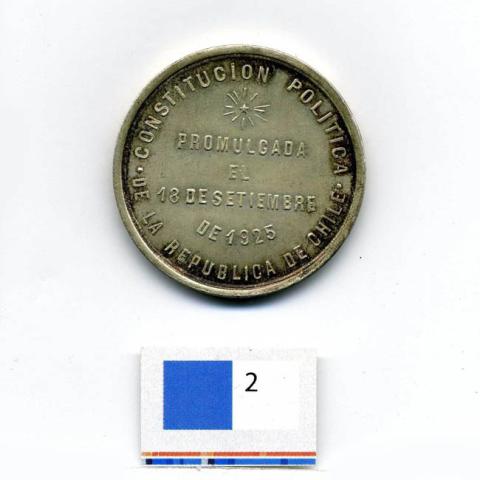 CONSTITUCION POLITICA
DE LA REPUBLICA DE CHILE
PROMULGADA
EL
18 DE SETIEMBRE
DE 1925
2